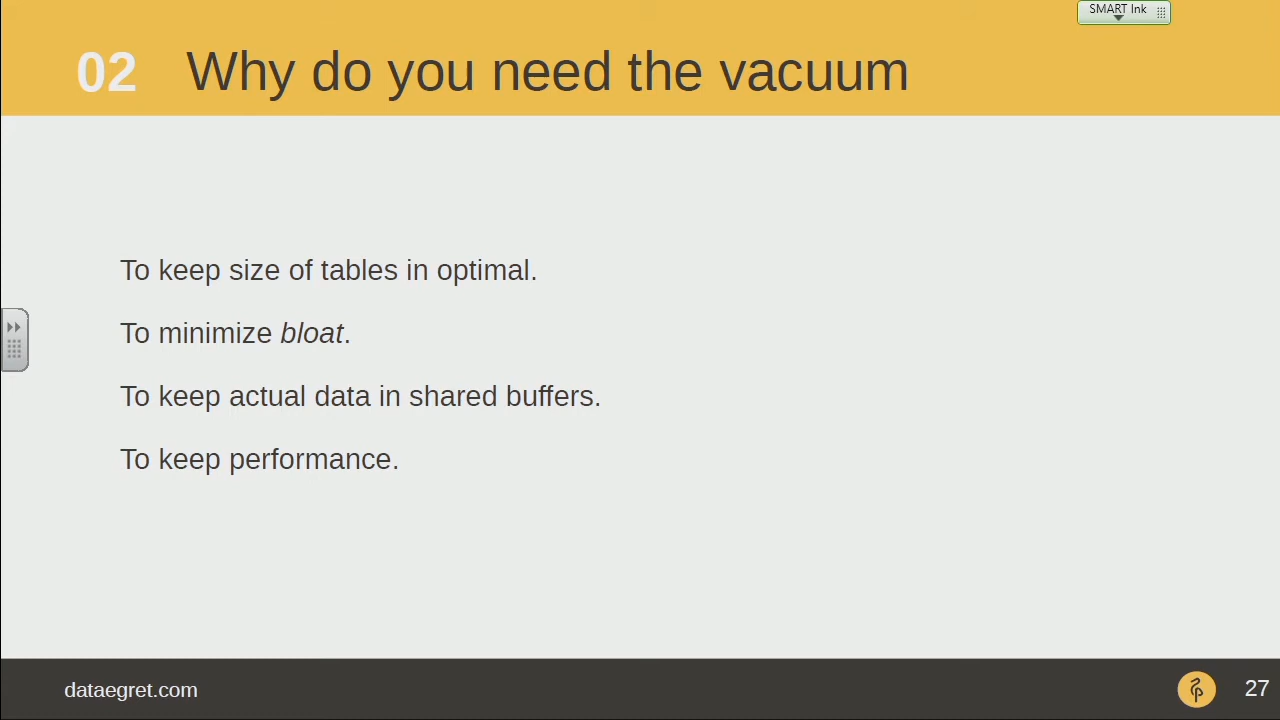 SMART Ink
02 Why do you need the vacuum
To keep size of tables in optimal.
To minimize bloat.
To keep actual data in shared buffers.
To keep performance.
dataegret.com
27